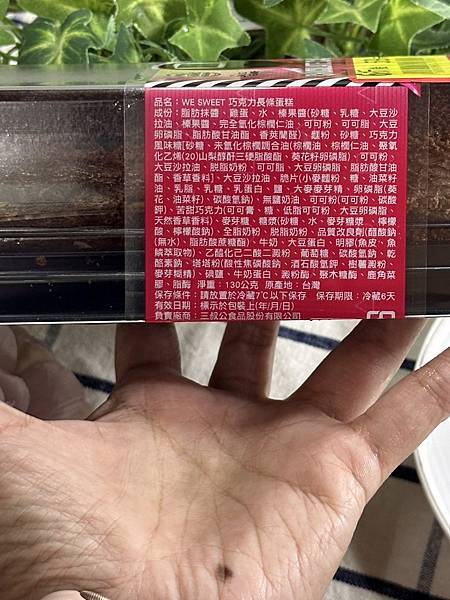 品名：WE SWEET 巧克力長條蛋糕
成份：脂肪抹醬、雞蛋、水、榛果醬(砂糖、乳糖、大豆沙
拉油、榛果醬、完全氫化棕櫚仁油、可可粉、可可脂、大豆
卵磷脂、脂肪酸甘油酯、香莢蘭醛)、麵粉、砂糖、巧克力
風味糖(砂糖、氫化棕櫚調合油(棕櫚油、棕櫚仁油、聚氧
化乙烯(20)山梨醇酐三硬脂酸酯、葵花籽卵磷脂)、可可粉、
大豆沙拉油、脫脂奶粉、可可脂、大豆卵磷脂、脂肪酸甘油
酯、香草香料)、大豆沙拉油、脆片(小麥麵粉、糖、油菜籽
油、乳脂、乳糖、乳蛋白、鹽、大麥麥芽精、卵磷脂(葵
花、油菜籽)、碳酸氫鈉)、無鹽奶油、可可粉(可可粉、碳酸
鉀)、苦甜巧克力(可可膏、糖、低脂可可粉、大豆卵磷脂、
天然香草香料)、麥芽糖、糖漿(砂糖、水、麥芽糖漿、檸檬
酸、檸檬酸鈉)、全脂奶粉、脫脂奶粉、品質改良劑(醋酸鈉
(無水)、脂肪酸蔗糖酯)、牛奶、大豆蛋白、明膠(魚皮、魚
鱗萃取物)、乙醯化己二酸二澱粉、葡萄糖、碳酸氫鈉、乾
酪素鈉、塔塔粉(酸性焦磷酸鈉、酒石酸氫鉀、樹薯澱粉、
麥芽糊精)、碘鹽、牛奶蛋白、澱粉酶、聚木糖酶、鹿角菜
膠、脂酶 淨重：130公克 原產地：台灣
保存條件：請放置於冷藏7℃以下保存 保存期限：冷藏6天
有效日期：標示於包裝上(年/月/日)
負責廠商：三叔公食品股份有限公司